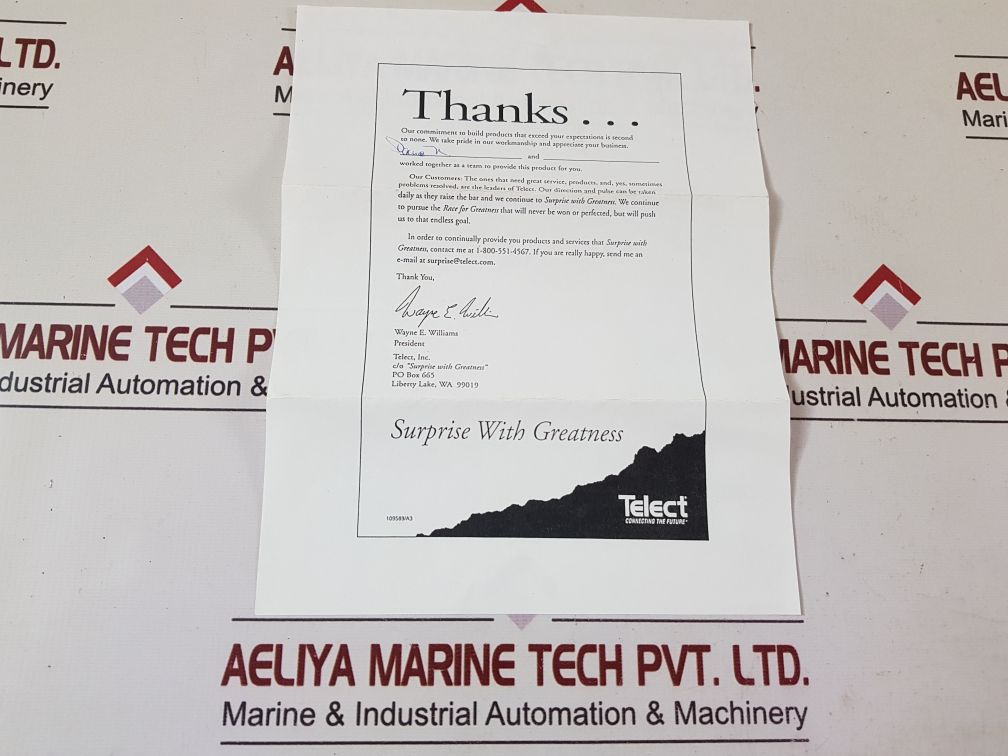 LTD.
inery
A
M
AEL
Mari
Thanks . . .
Our commitment to build products that exceed your expectations is second
to none. We take pride in our workmanship and appreciate your business.
and
worked together as a team to provide this product for you.
Our Customers: The ones that need great service, products, and, yes, sometimes
problems resolved, are the leaders of Telect. Our direction and pulse can be taken
daily as they raise the bar and we continue to Surprise with Greatness. We continue
to pursue the Race for Greatness that will never be won or perfected, but will push
us to that endless goal.
In order to continually provide you products and services that Surprise with
Greatness, contact me at 1-800-551-4567. If you are really happy, send me an
e-mail at surprise@telect.com.
Thank You,
Wayne E. Willi
Wayne E. Williams
President
Telect, Inc.
c/o "Surprise with Greatness"
PO Box 665
Liberty Lake, WA 99019
Surprise With Greatness
Telect
CONNECTING THE FUTURE
109589/A3
MARINE TECH P
dustrial Automation &
MARINE TECH P
ustrial Automation &
AELIYA MARINE TECH PVT. LTD.
Marine & Industrial Automation & Machinery